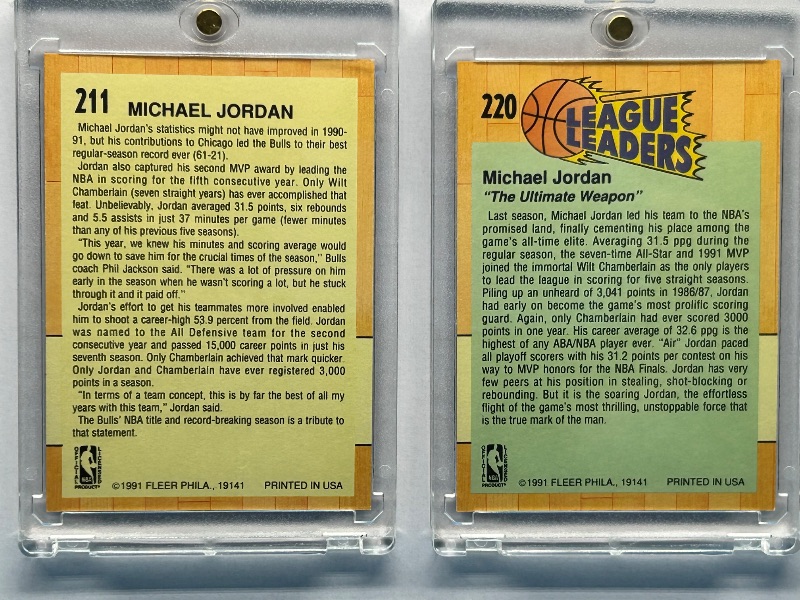 211 MICHAEL JORDAN
Michael Jordan's statistics might not have improved in 1990-
91, but his contributions to Chicago led the Bulls to their best
regular-season record ever (61-21).
Jordan also captured his second MVP award by leading the
NBA in scoring for the fifth consecutive year. Only Wilt
Chamberlain (seven straight years) has ever accomplished that
feat. Unbelievably, Jordan averaged 31.5 points, six rebounds
and 5.5 assists in just 37 minutes per game (fewer minutes
than any of his previous five seasons).
"This year, we knew his minutes and scoring average would
go down to save him for the crucial times of the season," Bulls
coach Phil Jackson said. "There was a lot of pressure on him
early in the season when he wasn't scoring a lot, but he stuck
through it and it paid off."
Jordan's effort to get his teammates more involved enabled
him to shoot a career-high 53.9 percent from the field. Jordan
was named to the All Defensive team for the second
consecutive year and passed 15,000 career points in just his
seventh season. Only Chamberlain achieved that mark quicker.
Only Jordan and Chamberlain have ever registered 3,000
points in a season.
"In terms of a team concept, this is by far the best of all my
years with this team," Jordan said.
The Bulls' NBA title and record-breaking season is a tribute to
that statement.
OFFICIAL LICENSED
NBA
PRODUCT
©1991 FLEER PHILA., 19141 PRINTED IN USA
220 LEAGUE
LEADERS
Michael Jordan
"The Ultimate Weapon"
Last season, Michael Jordan led his team to the NBA's
promised land, finally cementing his place among the
game's all-time elite. Averaging 31.5 ppg during the
regular season, the seven-time All-Star and 1991 MVP
joined the immortal Wilt Chamberlain as the only players
to lead the league in scoring for five straight seasons.
Piling up an unheard of 3,041 points in 1986/87, Jordan
had early on become the game's most prolific scoring
guard. Again, only Chamberlain had ever scored 3000
points in one year. His career average of 32.6 ppg is the
highest of any ABA/NBA player ever. "Air" Jordan paced
all playoff scorers with his 31.2 points per contest on his
way to MVP honors for the NBA Finals. Jordan has very
few peers at his position in stealing, shot-blocking or
rebounding. But it is the soaring Jordan, the effortless
flight of the game's most thrilling, unstoppable force that
is the true mark of the man.
OFFICIAL LICENSED
NBA
PRODUCT
©1991 FLEER PHILA., 19141 PRINTED IN USA